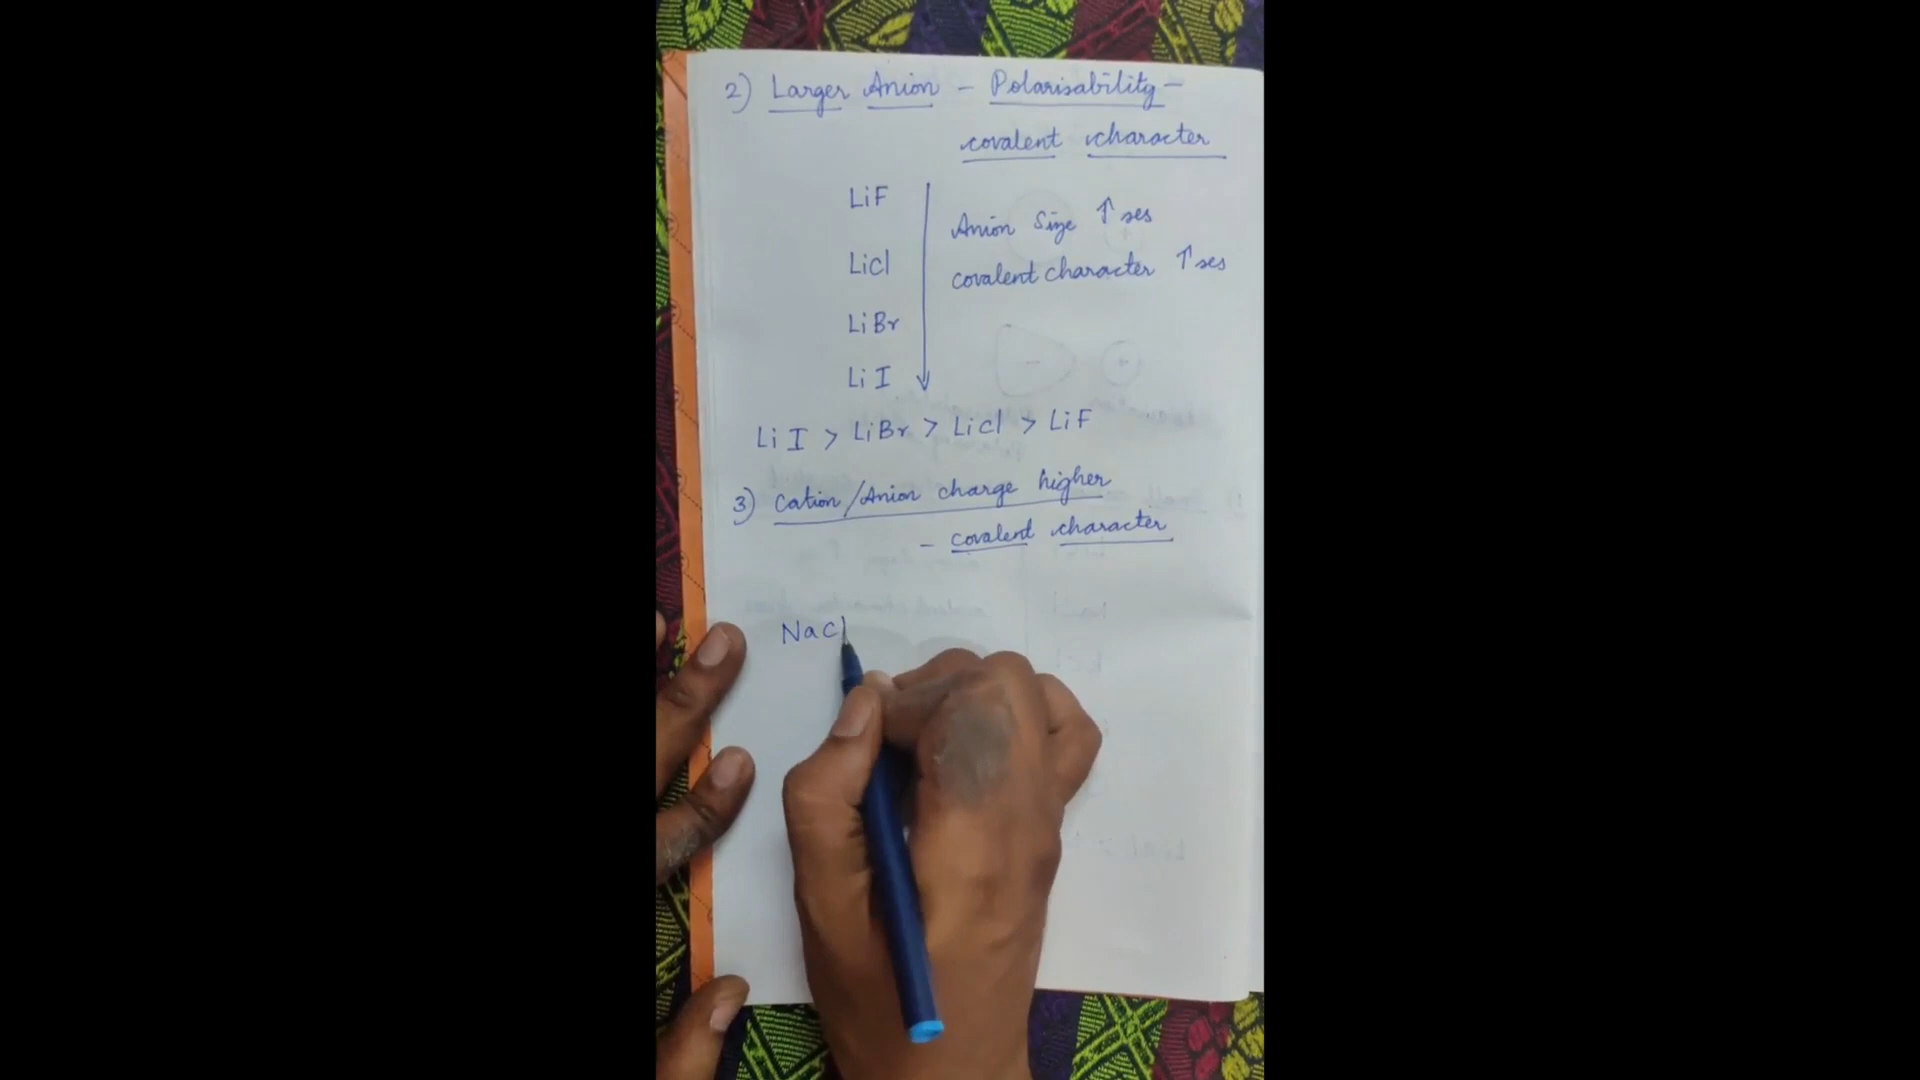 2) Larger Anion - Polarisability -
covalent character
LiF
Anion Size ↑ses
LiCl
covalent character ↑ses
LiBr
LiI
LiI > LiBr > LiCl > LiF
3) Cation/Anion charge higher
- covalent character
NaCl